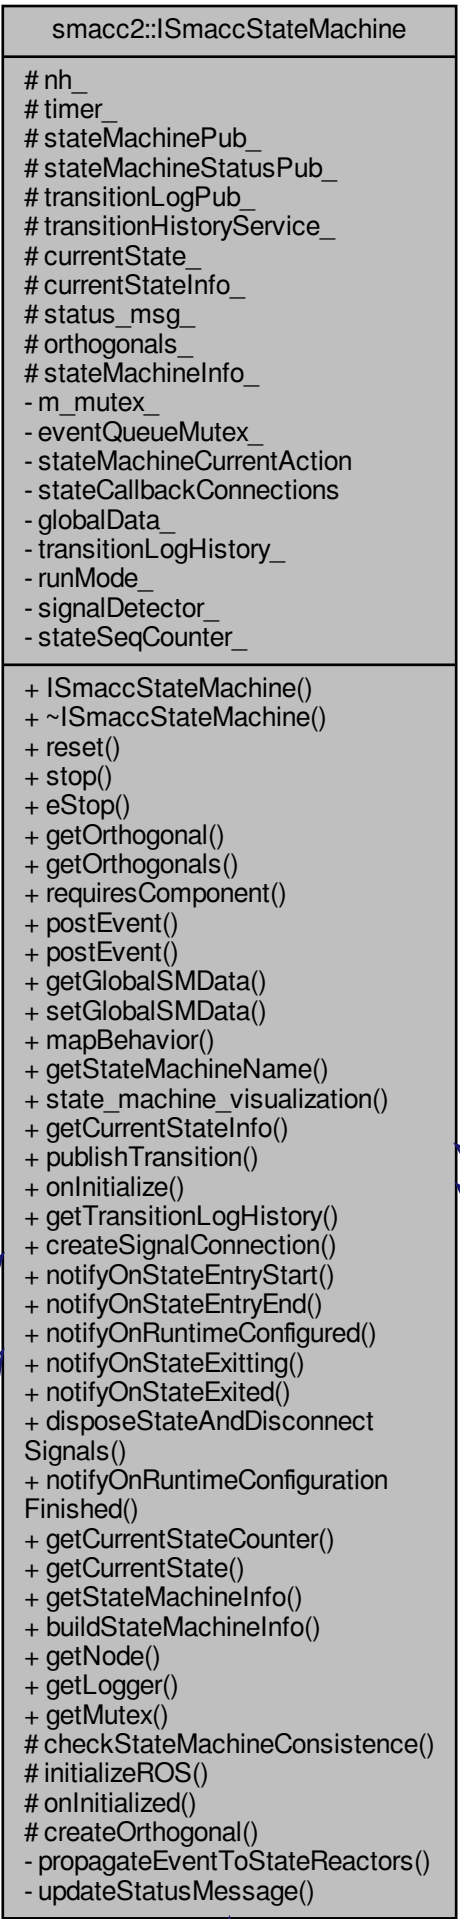 smacc2::ISmaccStateMachine
# nh_
# timer_
# stateMachinePub_
# stateMachineStatusPub_
# transitionLogPub_
# transitionHistoryService_
# currentState_
# currentStateInfo_
# status_msg_
# orthogonals_
# stateMachineInfo_
- m_mutex_
- eventQueueMutex_
- stateMachineCurrentAction
- stateCallbackConnections
- globalData_
- transitionLogHistory_
- runMode_
- signalDetector_
- stateSeqCounter_
+ ISmaccStateMachine()
+ ~ISmaccStateMachine()
+ reset()
+ stop()
+ eStop()
+ getOrthogonal()
+ getOrthogonals()
+ requiresComponent()
+ postEvent()
+ postEvent()
+ getGlobalSMData()
+ setGlobalSMData()
+ mapBehavior()
+ getStateMachineName()
+ state_machine_visualization()
+ getCurrentStateInfo()
+ publishTransition()
+ onInitialize()
+ getTransitionLogHistory()
+ createSignalConnection()
+ notifyOnStateEntryStart()
+ notifyOnStateEntryEnd()
+ notifyOnRuntimeConfigured()
+ notifyOnStateExitting()
+ notifyOnStateExited()
+ disposeStateAndDisconnect
Signals()
+ notifyOnRuntimeConfiguration
Finished()
+ getCurrentStateCounter()
+ getCurrentState()
+ getStateMachineInfo()
+ buildStateMachineInfo()
+ getNode()
+ getLogger()
+ getMutex()
# checkStateMachineConsistence()
# initializeROS()
# onInitialized()
# createOrthogonal()
- propagateEventToStateReactors()
- updateStatusMessage()